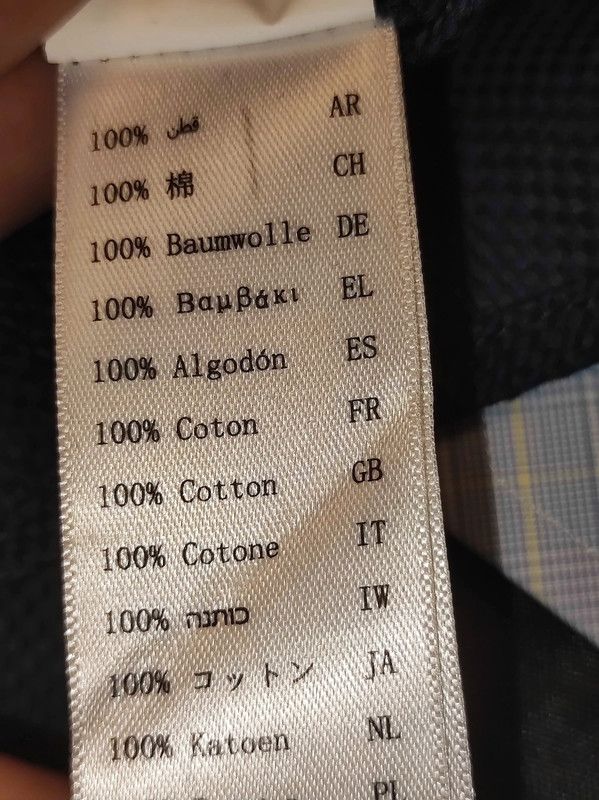 100% قطن AR
100% 棉 CH
100% Baumwolle DE
100% Βαμβάκι EL
100% Algodón ES
100% Coton FR
100% Cotton GB
100% Cotone IT
100% כותנה IW
100% コットン JA
100% Katoen NL